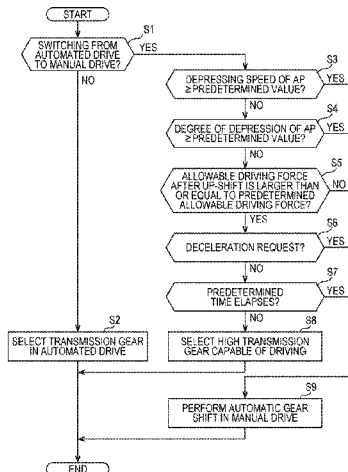 START
S1
SWITCHING FROM
AUTOMATED DRIVE
TO MANUAL DRIVE?
YES
NO
S3
DEPRESSING SPEED OF AP
≥PREDETERMINED VALUE?
YES
NO
S4
DEGREE OF DEPRESSION OF AP
≥PREDETERMINED VALUE?
YES
NO
S5
ALLOWABLE DRIVING FORCE
AFTER UP-SHIFT IS LARGER THAN
OR EQUAL TO PREDETERMINED
ALLOWABLE DRIVING FORCE?
NO
YES
S6
DECELERATION REQUEST?
YES
NO
S7
PREDETERMINED
TIME ELAPSES?
YES
NO
S2
SELECT TRANSMISSION GEAR
IN AUTOMATED DRIVE
S8
SELECT HIGH TRANSMISSION
GEAR CAPABLE OF DRIVING
S9
PERFORM AUTOMATIC GEAR
SHIFT IN MANUAL DRIVE
END